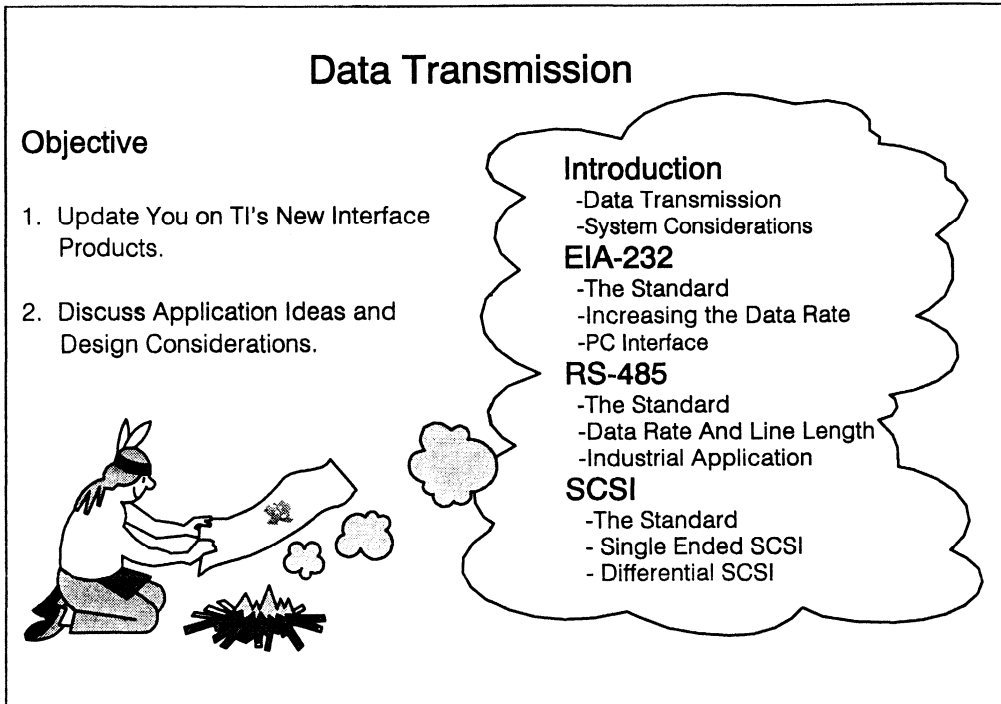 Data Transmission
Objective
1. Update You on TI's New Interface
Products.
2. Discuss Application Ideas and
Design Considerations.
Introduction
-Data Transmission
-System Considerations
EIA-232
-The Standard
-Increasing the Data Rate
-PC Interface
RS-485
-The Standard
-Data Rate And Line Length
-Industrial Application
SCSI
-The Standard
- Single Ended SCSI
- Differential SCSI